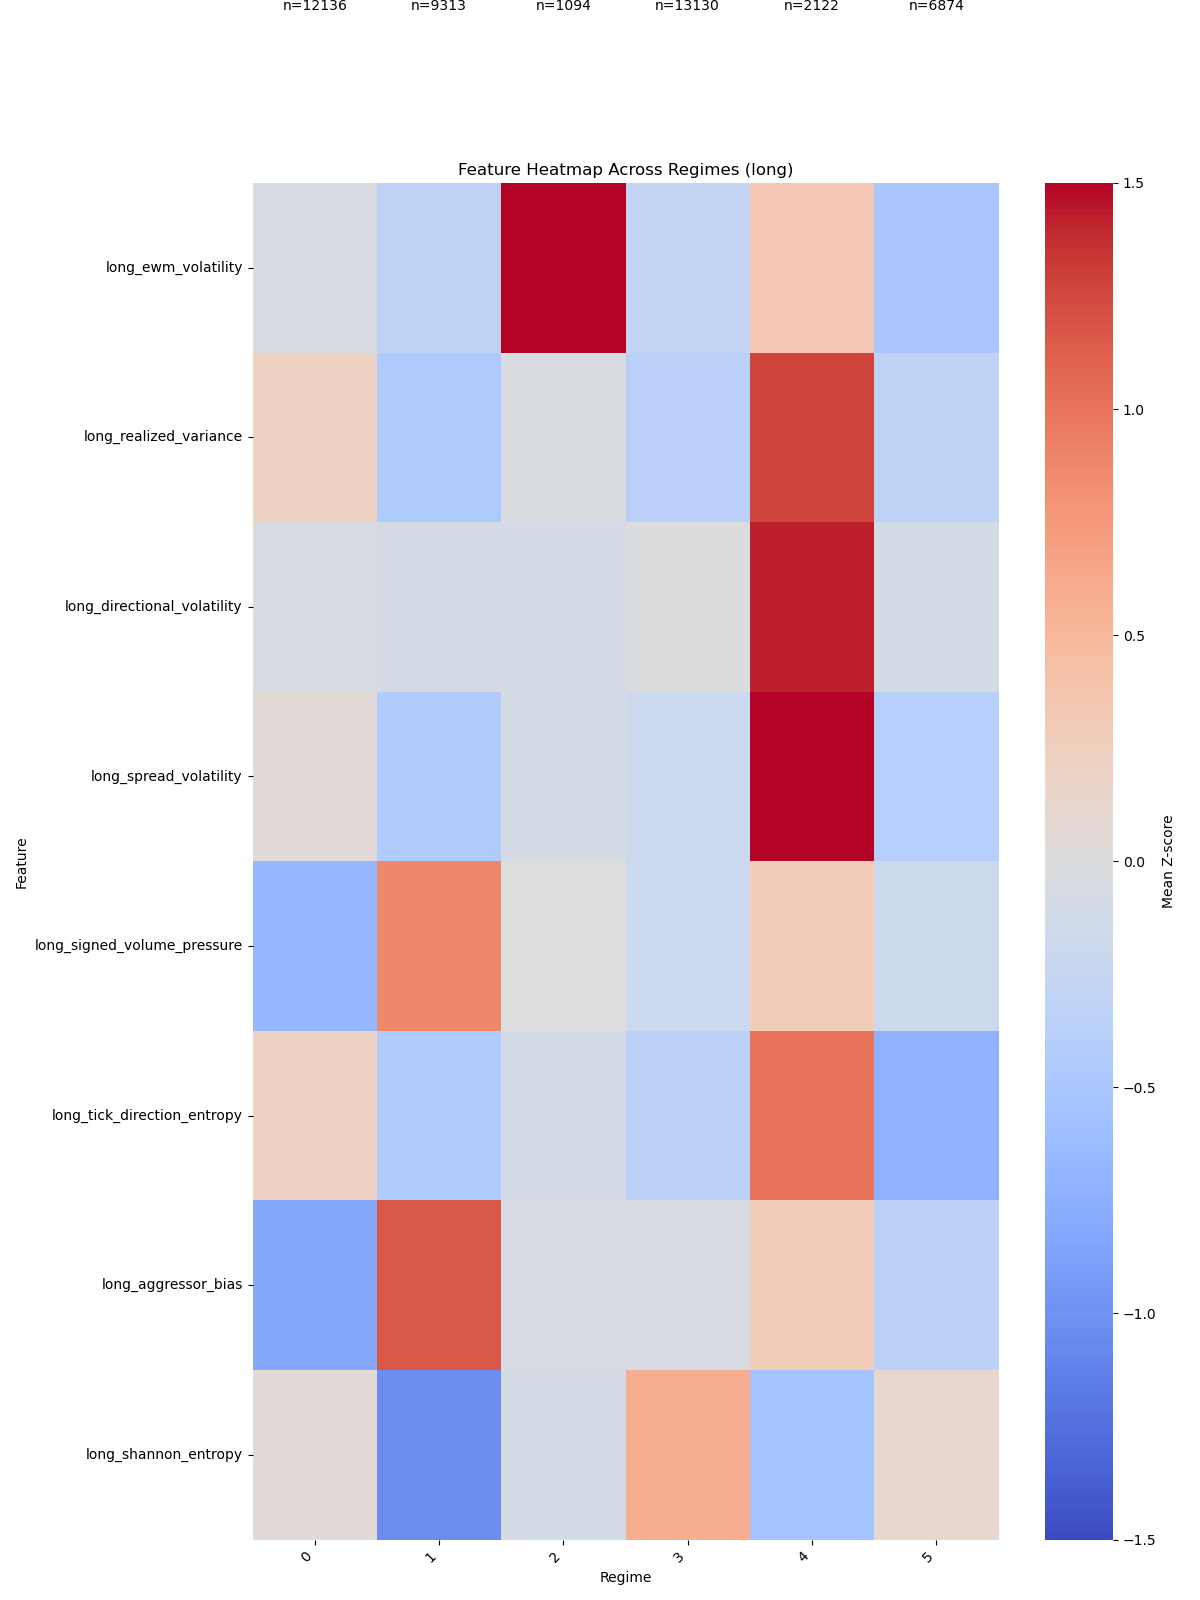 n=12136 n=9313 n=1094 n=13130 n=2122 n=6874
Feature Heatmap Across Regimes (long)
long_ewm_volatility
long_realized_variance
long_directional_volatility
long_spread_volatility
long_signed_volume_pressure
long_tick_direction_entropy
long_aggressor_bias
long_shannon_entropy
Feature
0 1 2 3 4 5
Regime
1.5
1.0
0.5
0.0
−0.5
−1.0
−1.5
Mean Z-score